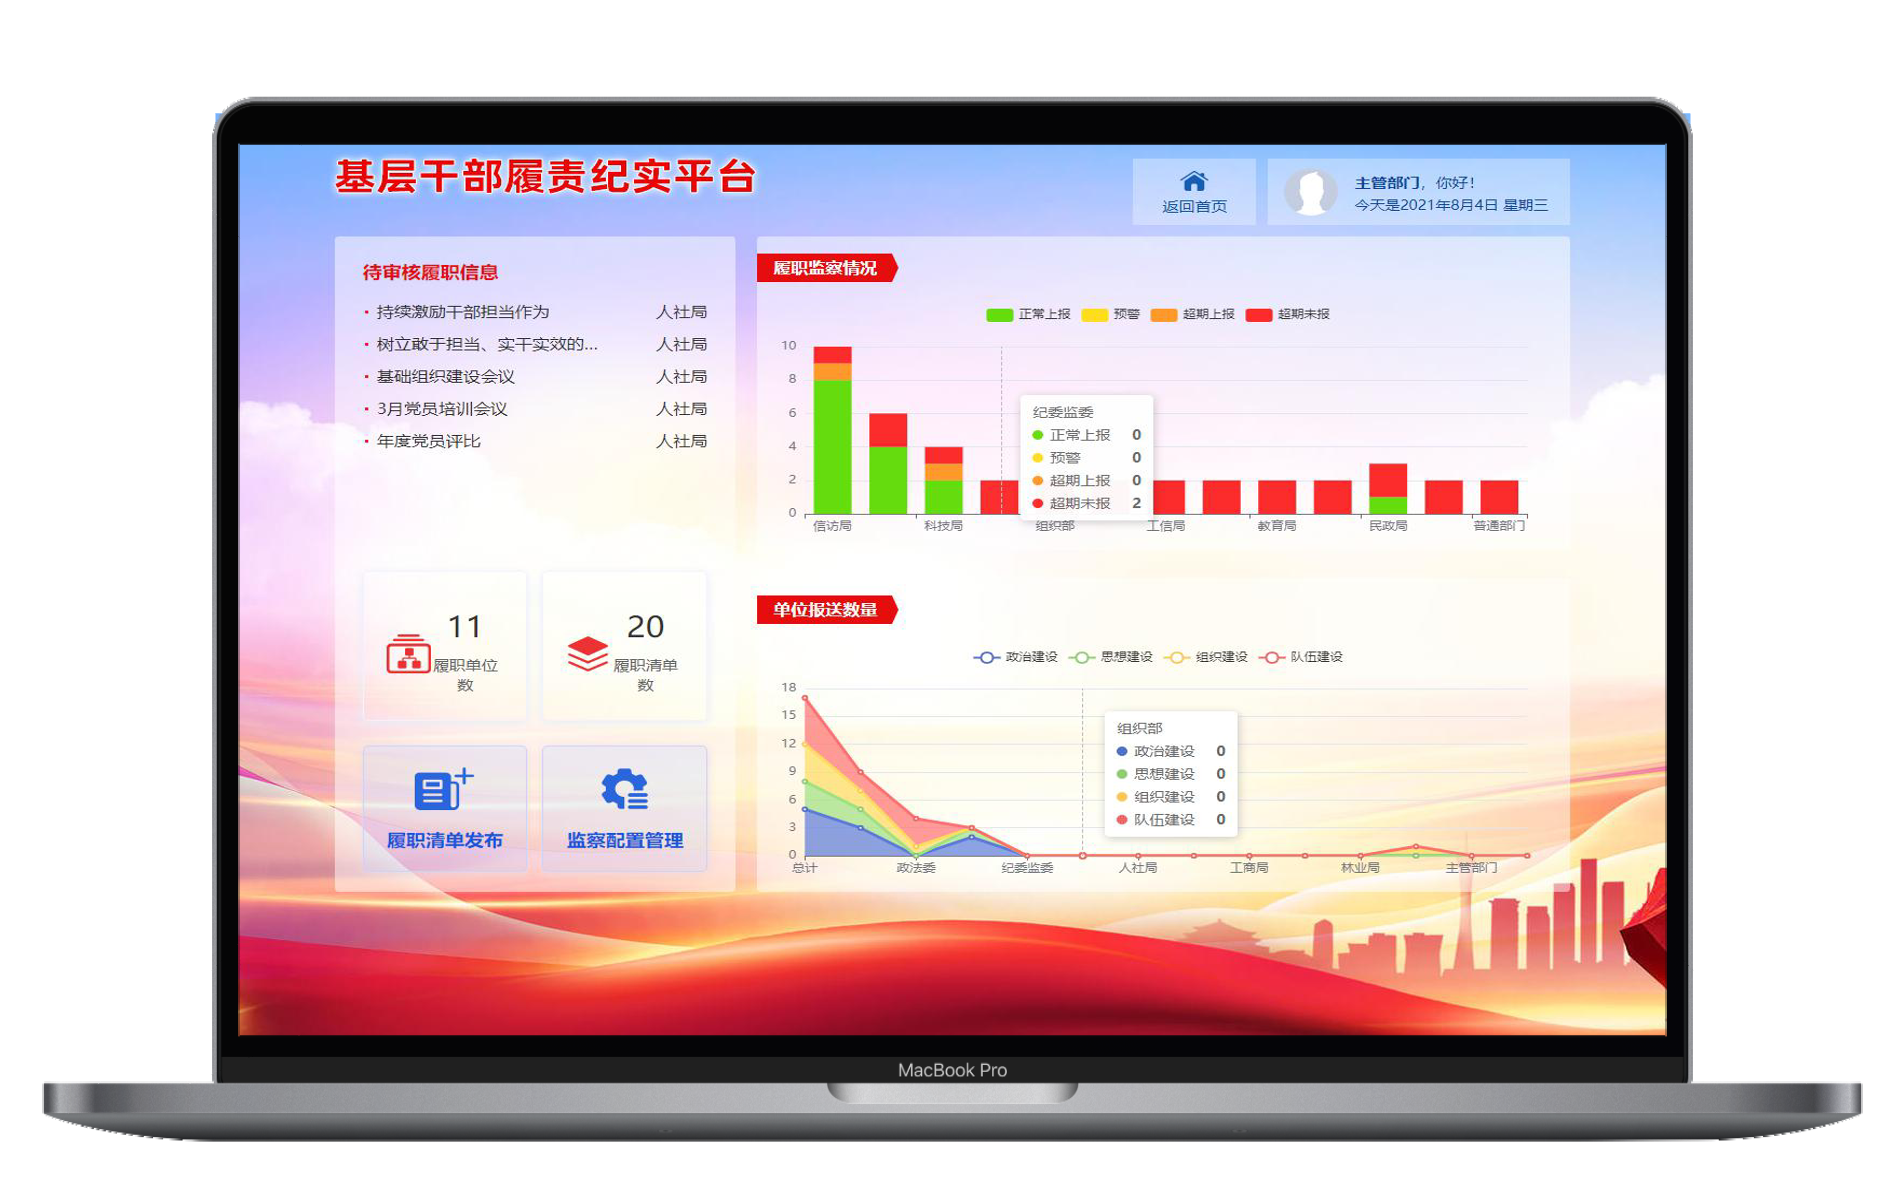 基层干部履责纪实平台
返回首页
主管部门，你好！
今天是2021年8月4日 星期三
待审核履职信息
· 持续激励干部担当作为 人社局
· 树立敢于担当、实干实效的... 人社局
· 基础组织建设会议 人社局
· 3月党员培训会议 人社局
· 年度党员评比 人社局
11
履职单位
数
20
履职清单
数
履职清单发布
监察配置管理
履职监察情况
正常上报 预警 超期上报 超期未报
10
8
6
4
2
0
纪委监委
正常上报 0
预警 0
超期上报 0
超期未报 2
信访局 科技局 组织部 工信局 教育局 民政局 普通部门
单位报送数量
政治建设 思想建设 组织建设 队伍建设
18
15
12
9
6
3
0
组织部
政治建设 0
思想建设 0
组织建设 0
队伍建设 0
总计 政法委 纪委监委 人社局 工商局 林业局 主管部门
MacBook Pro